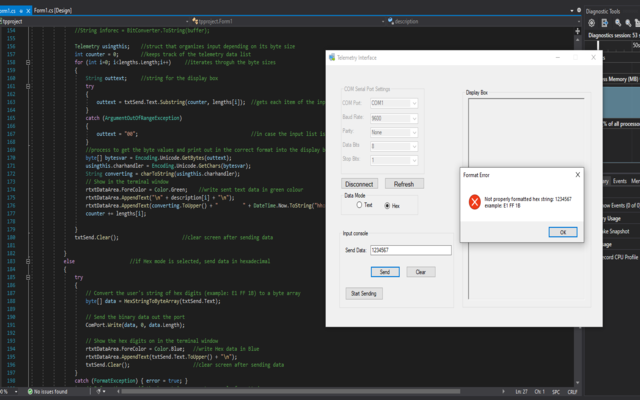 Form1.cs
Form1.cs [Design]
tpproject
tpproject.Form1
description
//String inforec = BitConverter.ToString(buffer);
Telemetry usingthis; //struct that organizes input depending on its byte size
int counter = 0; //keeps track of the telemetry data list
for (int i=0; i<lengths.Length;i++) //iterates through the byte sizes
{
String outtext; //string for the display box
try
{
outtext = txtSend.Text.Substring(counter, lengths[i]); //gets each item of the inp
}
catch (ArgumentOutOfRangeException)
{
outtext = "00" //in case the input list is
}
//process to get the byte values and print out in the correct format into the display b
byte[] bytesvar = Encoding.Unicode.GetBytes(outtext);
usingthis.charhandler = Encoding.Unicode.GetChars(bytesvar);
String converting = charToString(usingthis.charhandler);
// Show in the terminal window
rtxtDataArea.ForeColor = Color.Green; //write sent text data in green colour
rtxtDataArea.AppendText("\n" + description[i] + "\n");
rtxtDataArea.AppendText(converting.ToUpper() + " " + DateTime.Now.ToString("hh:
counter += lengths[i];
}
txtSend.Clear(); //clear screen after sending data
}
else //if Hex mode is selected, send data in hexadecimal
{
try
{
// Convert the user's string of hex digits (example: E1 FF 1B) to a byte array
byte[] data = HexStringToByteArray(txtSend.Text);
// Send the binary data out the port
ComPort.Write(data, 0, data.Length);
// Show the hex digits on in the terminal window
rtxtDataArea.ForeColor = Color.Blue; //write Hex data in Blue
rtxtDataArea.AppendText(txtSend.Text.ToUpper() + "\n");
txtSend.Clear(); //clear screen after sending data
}
catch (FormatException) { error = true; }
No issues found
Ln: 27 Ch: 1 SPC CRLF
Telemetry Interface
COM Serial Port Settings
COM Port: COM1
Baud Rate: 9600
Parity: None
Data Bits 8
Stop Bits 1
Disconnect
Refresh
Data Mode
Text
Hex
Input console
Send Data: 1234567
Send
Clear
Start Sending
Display Box
Format Error
Not properly formatted hex string: 1234567
example: E1 FF 1B
OK
Diagnostic Tools
Diagnostics session: 53 s
Memory (MB)
% of all processor
Events
Mem
Show Events (0 of 0)
Usage
Snapshot
Record CPU Profile